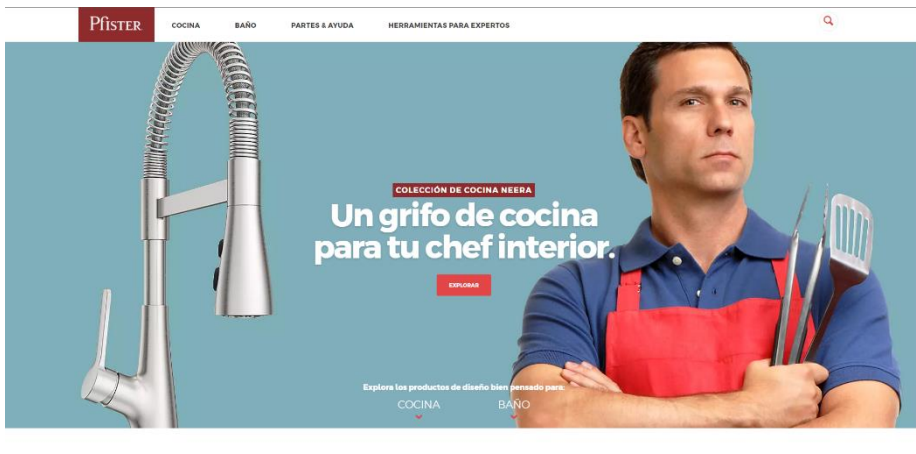 Pfister
COCINA
BAÑO
PARTES & AYUDA
HERRAMIENTAS PARA EXPERTOS
COLECCIÓN DE COCINA NEERA
Un grifo de cocina
para tu chef interior.
EXPLORAR
Explora los productos de diseño bien pensado para:
COCINA
BAÑO